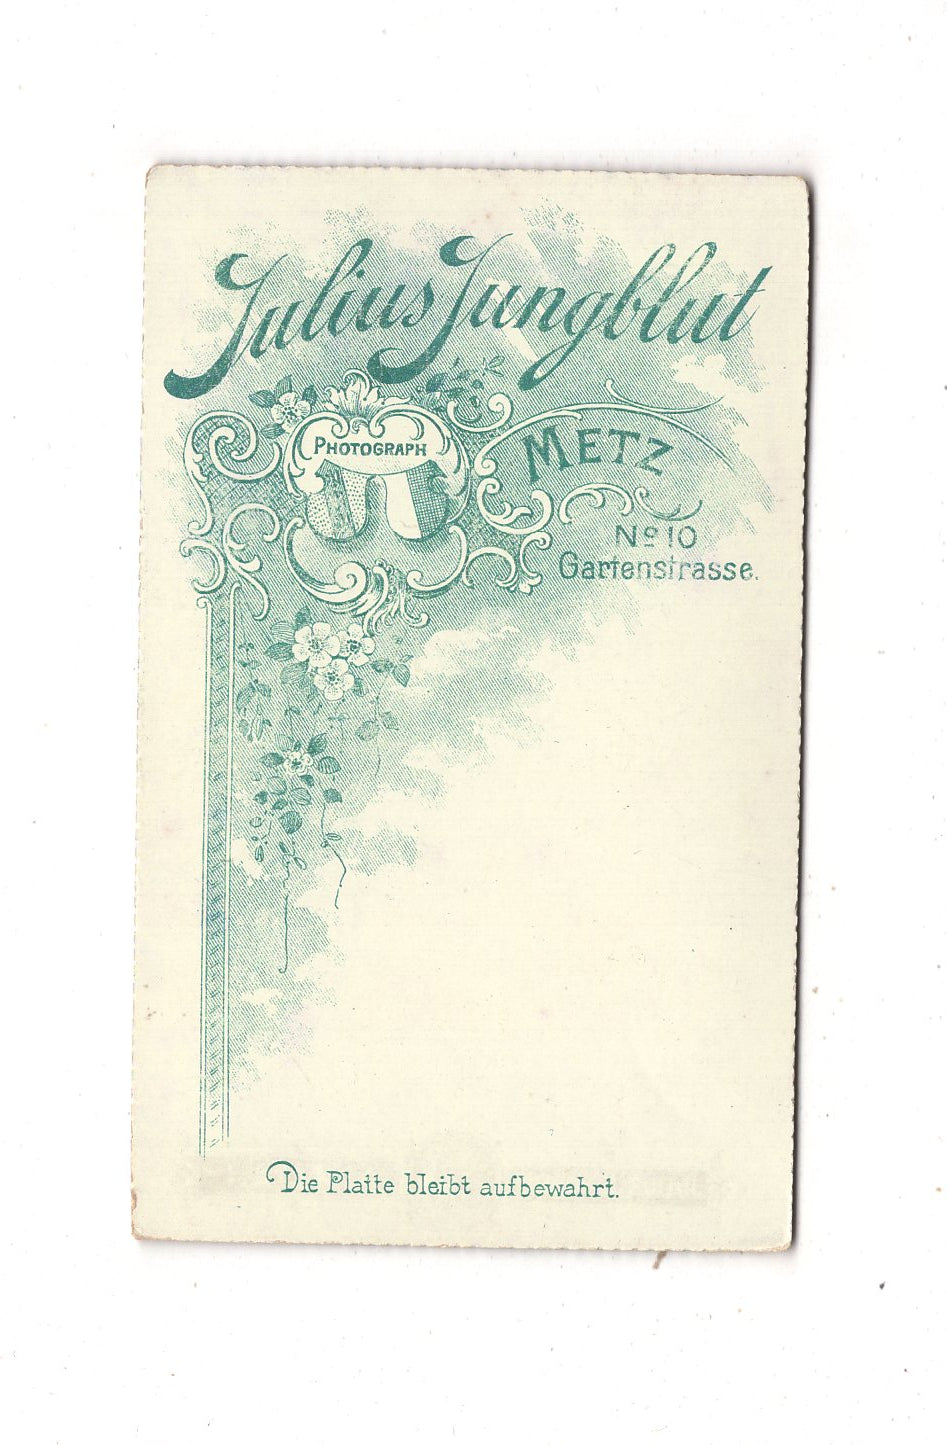 Julius Jungblut
PHOTOGRAPH
METZ
No 10
Gartenstrasse.
Die Platte bleibt aufbewahrt.